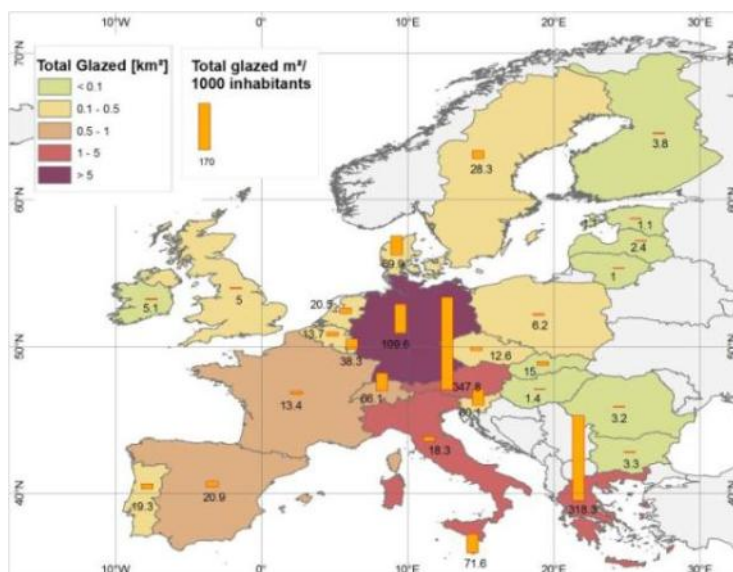 10°W 0° 10°E 20°E 30°E
70°N
60°N
50°N
40°N
Total Glazed [km²]
< 0.1
0.1 - 0.5
0.5 - 1
1 - 5
> 5
Total glazed m²/
1000 inhabitants
170
3.8
28.3
1.1
2.4
1
69.9
5.1
5
20.5
13.7
38.3
109.6
6.2
12.6
15
347.8
1.4
66.1
13.4
3.2
3.3
18.3
19.3
20.9
318.3
71.6
70°N
60°N
50°N
40°N
10°W 0° 10°E 20°E 30°E